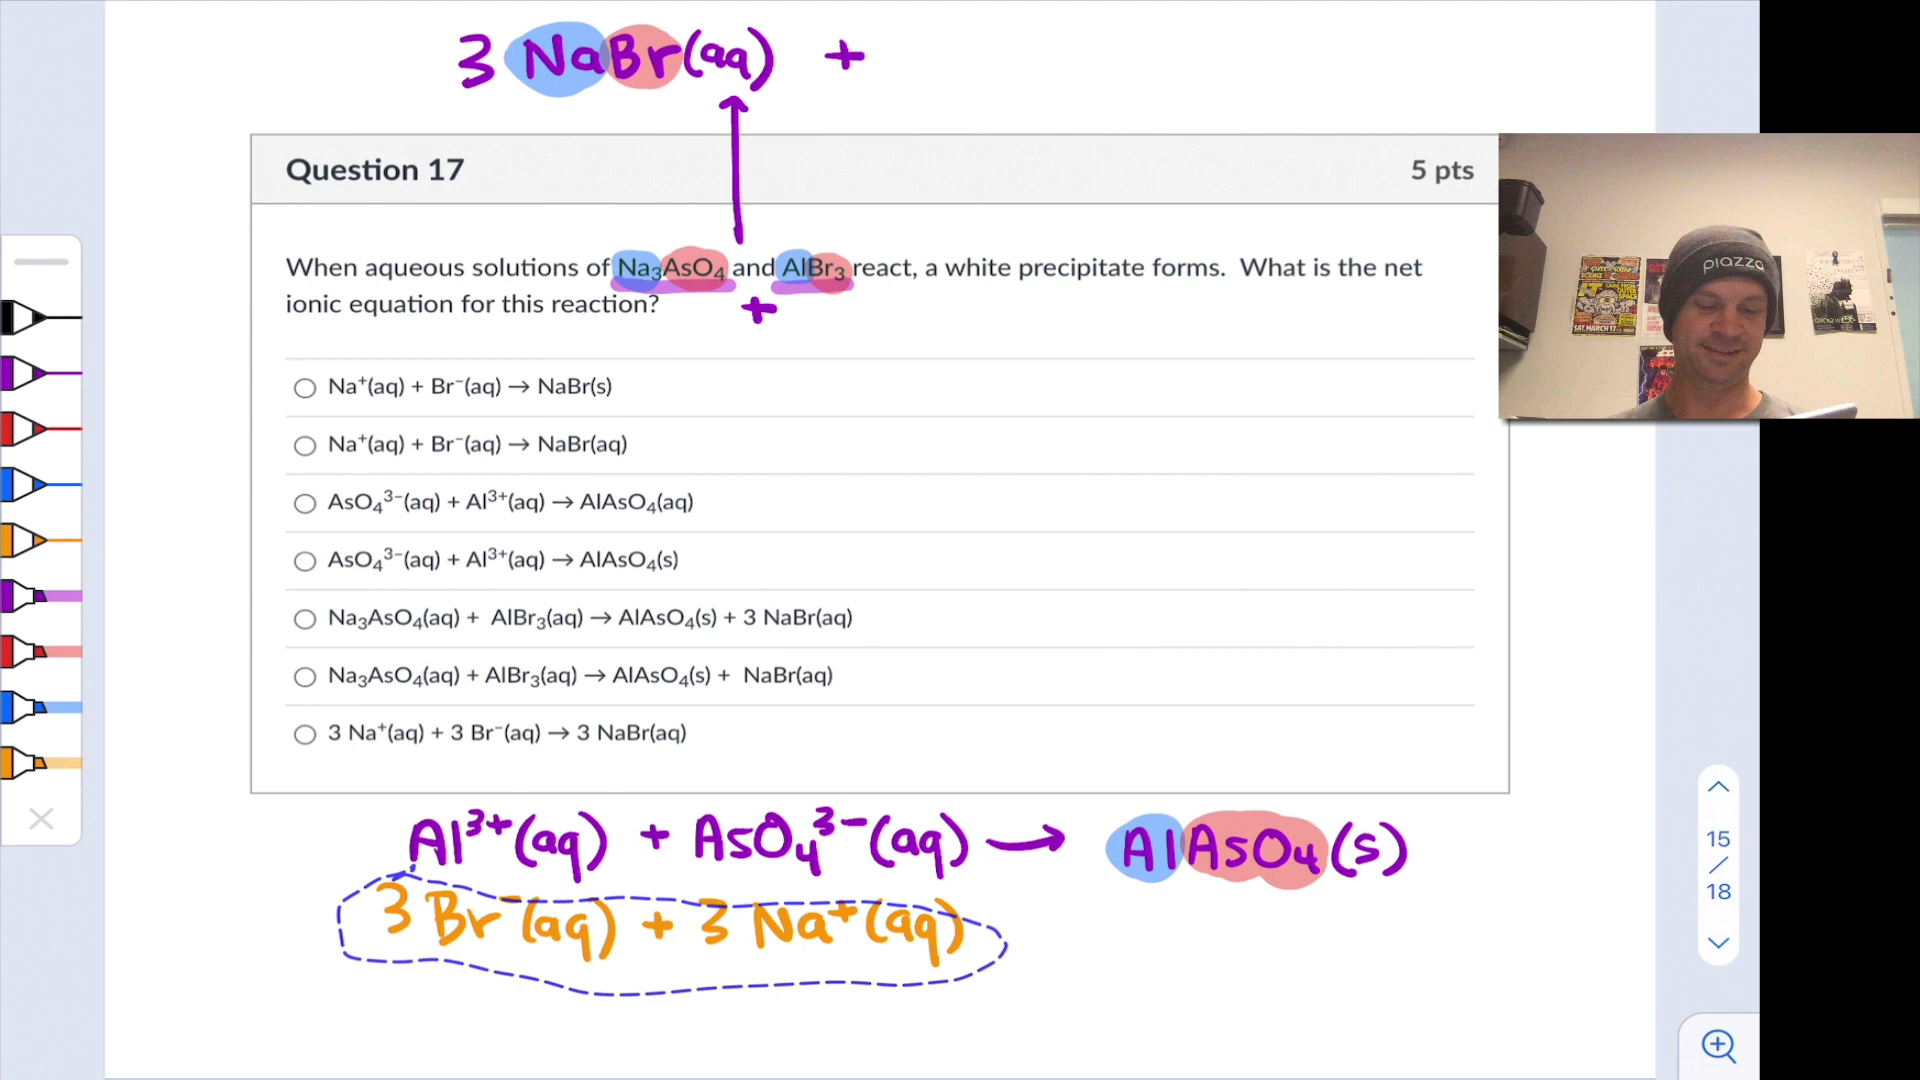 3 NaBr(aq) +
Question 17
5 pts
When aqueous solutions of Na₃AsO₄ and AlBr₃ react, a white precipitate forms. What is the net
+
ionic equation for this reaction?
Na⁺(aq) + Br⁻(aq) → NaBr(s)
Na⁺(aq) + Br⁻(aq) → NaBr(aq)
AsO₄³⁻(aq) + Al³⁺(aq) → AlAsO₄(aq)
AsO₄³⁻(aq) + Al³⁺(aq) → AlAsO₄(s)
Na₃AsO₄(aq) + AlBr₃(aq) → AlAsO₄(s) + 3 NaBr(aq)
Na₃AsO₄(aq) + AlBr₃(aq) → AlAsO₄(s) + NaBr(aq)
3 Na⁺(aq) + 3 Br⁻(aq) → 3 NaBr(aq)
Al³⁺(aq) + AsO₄³⁻(aq) → AlAsO₄(s)
3 Br⁻(aq) + 3 Na⁺(aq)
piazza
SAT. MARCH 17
15
/
18